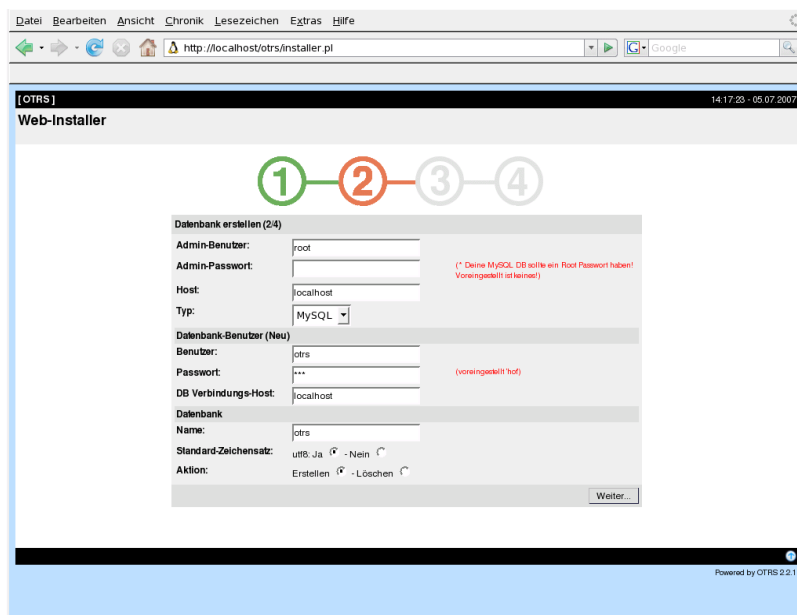 Datei Bearbeiten Ansicht Chronik Lesezeichen Extras Hilfe
http://localhost/otrs/installer.pl G Google
[ OTRS ] 14:17:23 - 05.07.2007
Web-Installer
1 2 3 4
Datenbank erstellen (2/4)
Admin-Benutzer: root
Admin-Passwort: (* Deine MySQL DB sollte ein Root Passwort haben!
Voreingestellt ist keines!)
Host: localhost
Typ: MySQL
Datenbank-Benutzer (Neu)
Benutzer: otrs
Passwort: *** (voreingestellt 'hot')
DB Verbindungs-Host: localhost
Datenbank
Name: otrs
Standard-Zeichensatz: utf8: Ja - Nein
Aktion: Erstellen - Löschen
Weiter...
Powered by OTRS 2.2.1